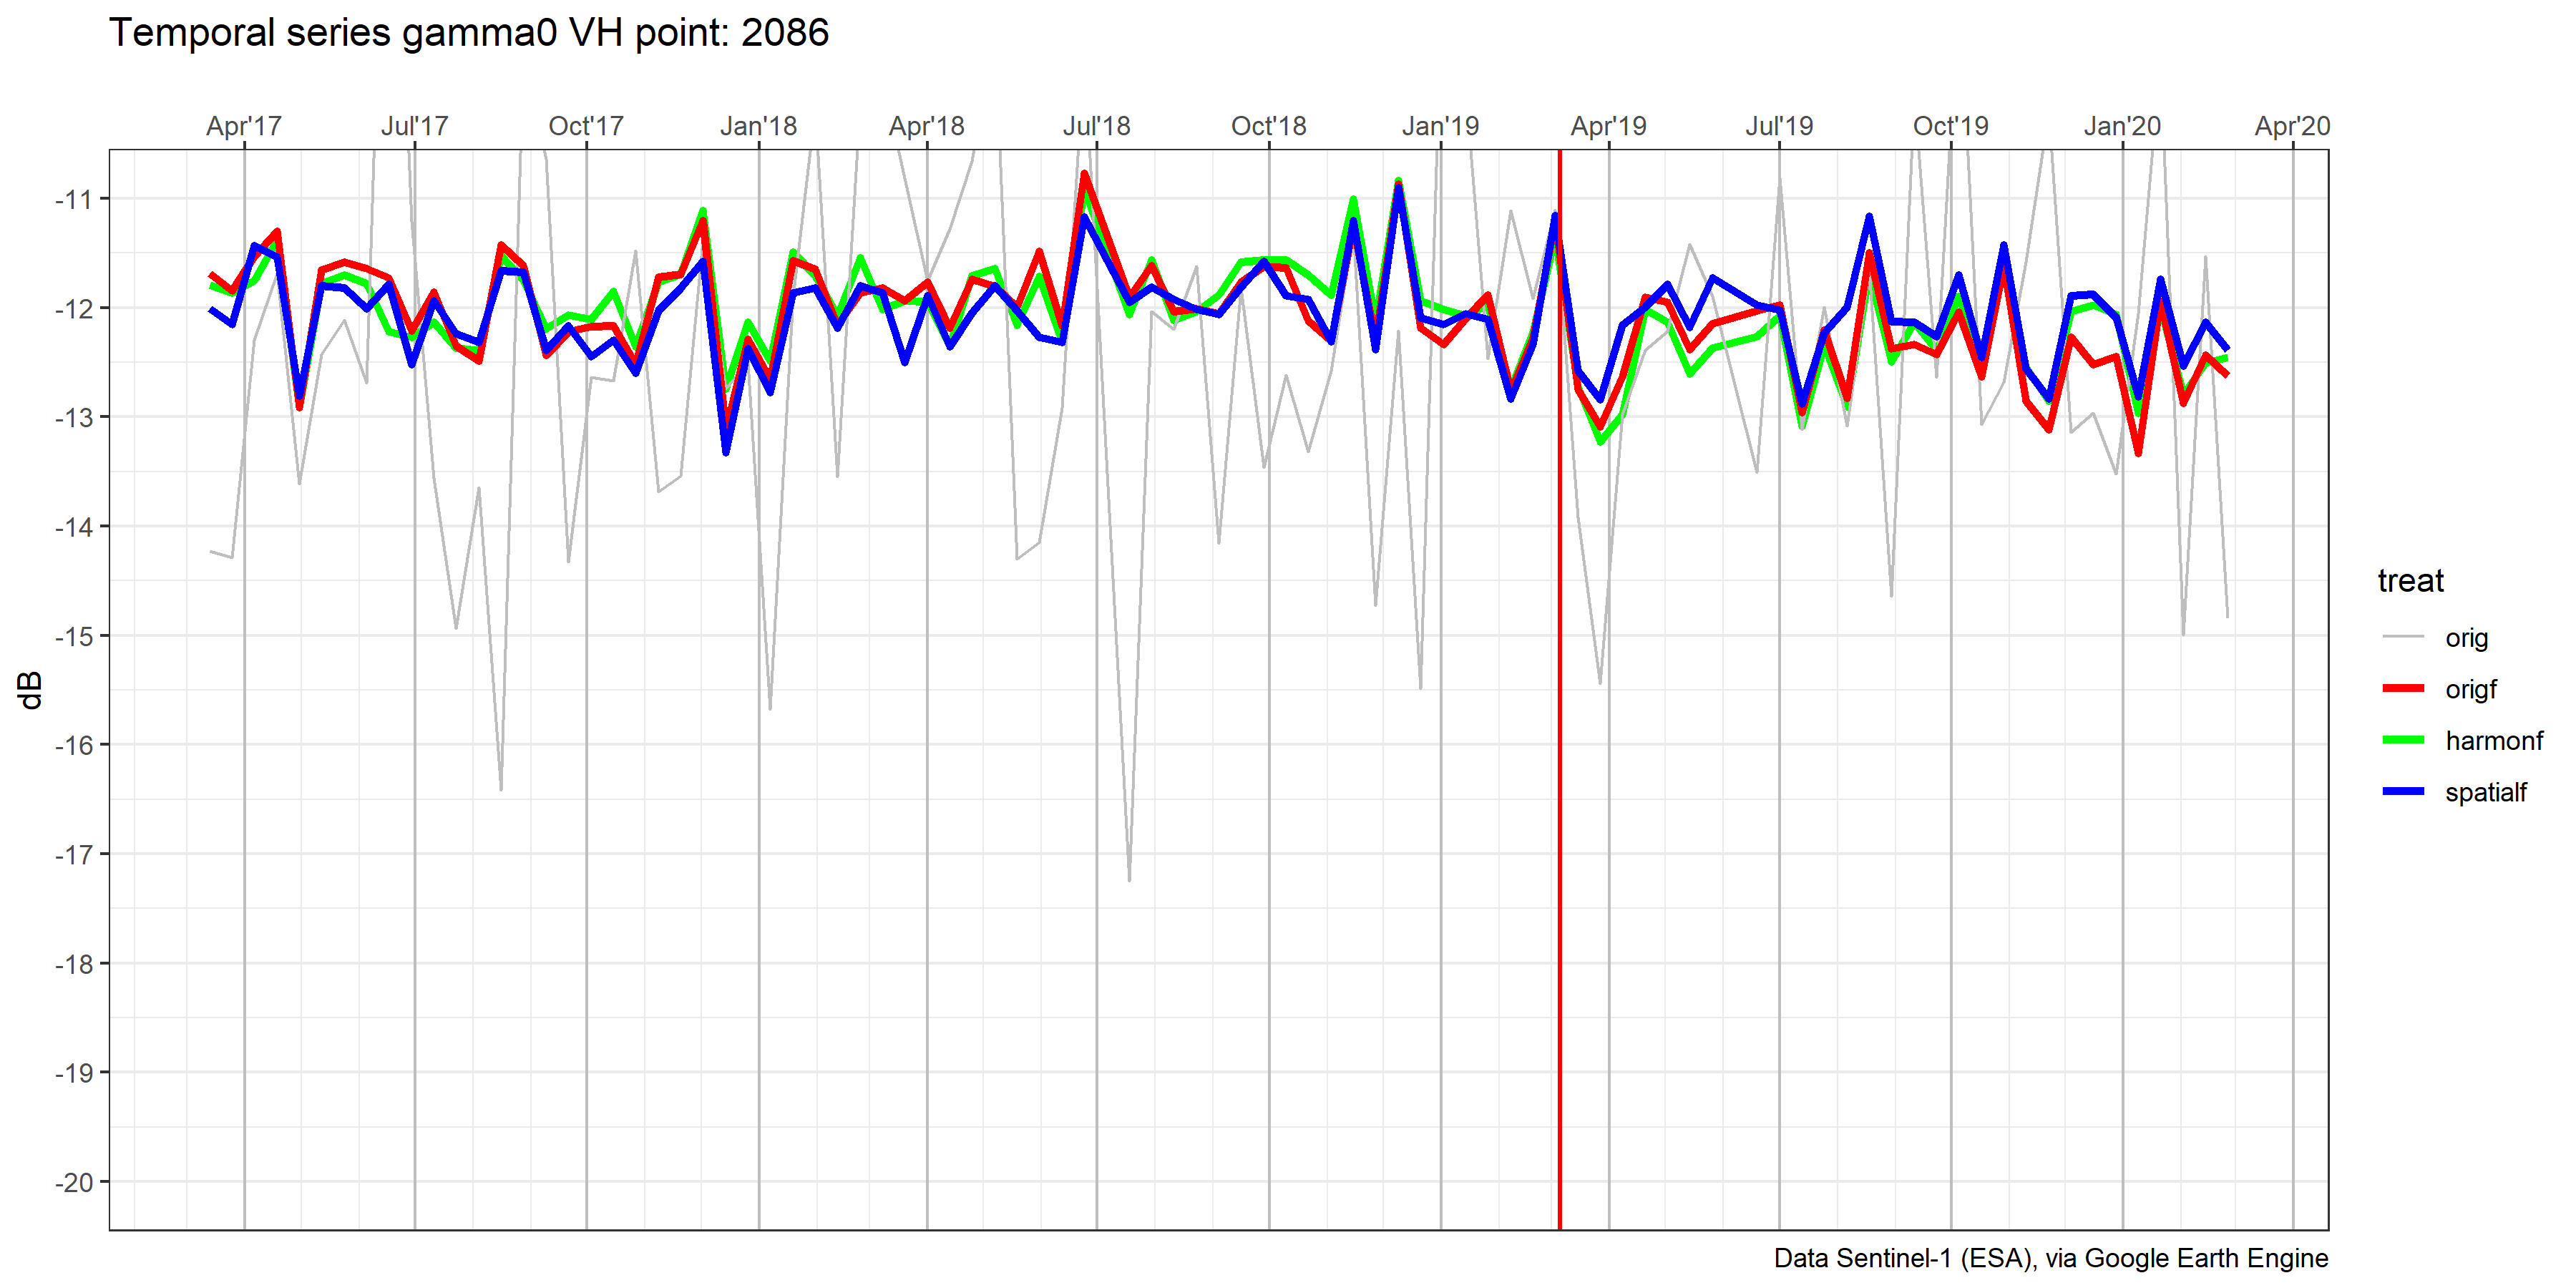 Temporal series gamma0 VH point: 2086
Apr'17 Jul'17 Oct'17 Jan'18 Apr'18 Jul'18 Oct'18 Jan'19 Apr'19 Jul'19 Oct'19 Jan'20 Apr'20
-11
-12
-13
-14
-15
-16
-17
-18
-19
-20
dB
treat
orig
origf
harmonf
spatialf
Data Sentinel-1 (ESA), via Google Earth Engine